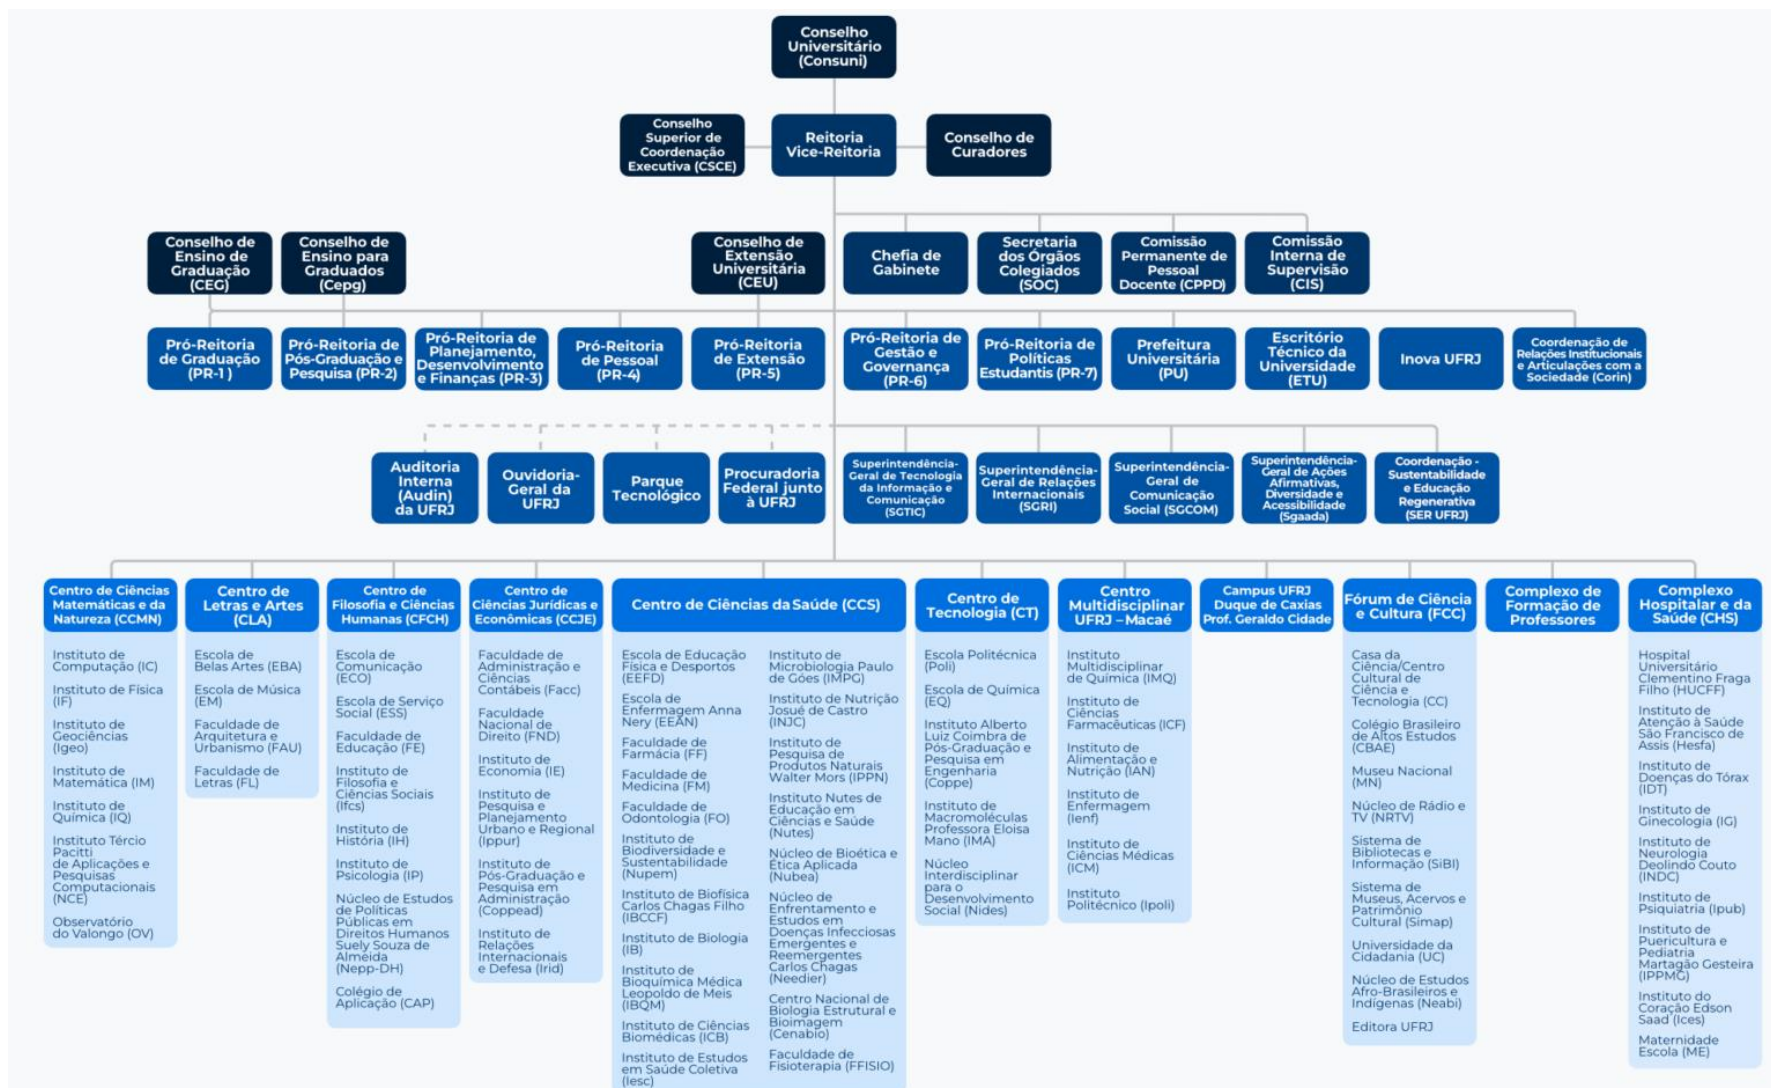 Conselho
Universitário
(Consuni)
Conselho
Superior de
Coordenação
Executiva (CSCE)
Reitoria
Vice-Reitoria
Conselho de
Curadores
Conselho de
Ensino de
Graduação
(CEG)
Conselho de
Ensino para
Graduados
(Cepg)
Conselho de
Extensão
Universitária
(CEU)
Chefia de
Gabinete
Secretaria
dos Órgãos
Colegiados
(SOC)
Comissão
Permanente de
Pessoal
Docente (CPPD)
Comissão
Interna de
Supervisão
(CIS)
Pró-Reitoria
de Graduação
(PR-1 )
Pró-Reitoria de
Pós-Graduação e
Pesquisa (PR-2)
Pró-Reitoria de
Planejamento,
Desenvolvimento
e Finanças (PR-3)
Pró-Reitoria
de Pessoal
(PR-4)
Pró-Reitoria
de Extensão
(PR-5)
Pró-Reitoria de
Gestão e
Governança
(PR-6)
Pró-Reitoria de
Políticas
Estudantis (PR-7)
Prefeitura
Universitária
(PU)
Escritório
Técnico da
Universidade
(ETU)
Inova UFRJ
Coordenação de
Relações Institucionais
e Articulações com a
Sociedade (Corin)
Auditoria
Interna
(Audin)
da UFRJ
Ouvidoria-
Geral da
UFRJ
Parque
Tecnológico
Procuradoria
Federal junto
à UFRJ
Superintendência-
Geral de Tecnologia
da Informação e
Comunicação
(SGTIC)
Superintendência-
Geral de Relações
Internacionais
(SGRI)
Superintendência-
Geral de
Comunicação
Social (SGCOM)
Superintendência-
Geral de Ações
Afirmativas,
Diversidade e
Acessibilidade
(Sgaada)
Coordenação -
Sustentabilidade
e Educação
Regenerativa
(SER UFRJ)
Centro de Ciências
Matemáticas e da
Natureza (CCMN)
Instituto de
Computação (IC)
Instituto de Física
(IF)
Instituto de
Geociências
(Igeo)
Instituto de
Matemática (IM)
Instituto de
Química (IQ)
Instituto Tércio
Pacitti
de Aplicações e
Pesquisas
Computacionais
(NCE)
Observatório
do Valongo (OV)
Centro de
Letras e Artes
(CLA)
Escola de
Belas Artes (EBA)
Escola de Música
(EM)
Faculdade de
Arquitetura e
Urbanismo (FAU)
Faculdade de
Letras (FL)
Centro de
Filosofia e Ciências
Humanas (CFCH)
Escola de
Comunicação
(ECO)
Escola de Serviço
Social (ESS)
Faculdade de
Educação (FE)
Instituto de
Filosofia e
Ciências Sociais
(Ifcs)
Instituto de
História (IH)
Instituto de
Psicologia (IP)
Núcleo de Estudos
de Políticas
Públicas em
Direitos Humanos
Suely Souza de
Almeida
(Nepp-DH)
Colégio de
Aplicação (CAP)
Centro de
Ciências Jurídicas e
Econômicas (CCJE)
Faculdade de
Administração e
Ciências
Contábeis (Facc)
Faculdade
Nacional de
Direito (FND)
Instituto de
Economia (IE)
Instituto de
Pesquisa e
Planejamento
Urbano e Regional
(Ippur)
Instituto de
Pós-Graduação e
Pesquisa em
Administração
(Coppead)
Instituto de
Relações
Internacionais
e Defesa (Irid)
Centro de Ciências da Saúde (CCS)
Escola de Educação
Física e Desportos
(EEFD)
Escola de
Enfermagem Anna
Nery (EEAN)
Faculdade de
Farmácia (FF)
Faculdade de
Medicina (FM)
Faculdade de
Odontologia (FO)
Instituto de
Biodiversidade e
Sustentabilidade
(Nupem)
Instituto de Biofísica
Carlos Chagas Filho
(IBCCF)
Instituto de Biologia
(IB)
Instituto de
Bioquímica Médica
Leopoldo de Meis
(IBQM)
Instituto de Ciências
Biomédicas (ICB)
Instituto de Estudos
em Saúde Coletiva
(Iesc)
Instituto de
Microbiologia Paulo
de Góes (IMPG)
Instituto de Nutrição
Josué de Castro
(INJC)
Instituto de
Pesquisa de
Produtos Naturais
Walter Mors (IPPN)
Instituto Nutes de
Educação em
Ciências e Saúde
(Nutes)
Núcleo de Bioética e
Ética Aplicada
(Nubea)
Núcleo de
Enfrentamento e
Estudos em
Doenças Infecciosas
Emergentes e
Reemergentes
Carlos Chagas
(Needier)
Centro Nacional de
Biologia Estrutural e
Bioimagem
(Cenabio)
Faculdade de
Fisioterapia (FFISIO)
Centro de
Tecnologia (CT)
Escola Politécnica
(Poli)
Escola de Química
(EQ)
Instituto Alberto
Luiz Coimbra de
Pós-Graduação e
Pesquisa em
Engenharia
(Coppe)
Instituto de
Macromoléculas
Professora Eloisa
Mano (IMA)
Núcleo
Interdisciplinar
para o
Desenvolvimento
Social (Nides)
Centro
Multidisciplinar
UFRJ –Macaé
Instituto
Multidisciplinar
de Química (IMQ)
Instituto de
Ciências
Farmacêuticas (ICF)
Instituto de
Alimentação e
Nutrição (IAN)
Instituto de
Enfermagem
(Ienf)
Instituto de
Ciências Médicas
(ICM)
Instituto
Politécnico (Ipoli)
Campus UFRJ
Duque de Caxias
Prof. Geraldo Cidade
Fórum de Ciência
e Cultura (FCC)
Casa da
Ciência/Centro
Cultural de
Ciência e
Tecnologia (CC)
Colégio Brasileiro
de Altos Estudos
(CBAE)
Museu Nacional
(MN)
Núcleo de Rádio e
TV (NRTV)
Sistema de
Bibliotecas e
Informação (SiBI)
Sistema de
Museus, Acervos e
Patrimônio
Cultural (Simap)
Universidade da
Cidadania (UC)
Núcleo de Estudos
Afro-Brasileiros e
Indígenas (Neabi)
Editora UFRJ
Complexo de
Formação de
Professores
Complexo
Hospitalar e da
Saúde (CHS)
Hospital
Universitário
Clementino Fraga
Filho (HUCFF)
Instituto de
Atenção à Saúde
São Francisco de
Assis (Hesfa)
Instituto de
Doenças do Tórax
(IDT)
Instituto de
Ginecologia (IG)
Instituto de
Neurologia
Deolindo Couto
(INDC)
Instituto de
Psiquiatria (Ipub)
Instituto de
Puericultura e
Pediatria
Martagão Gesteira
(IPPMG)
Instituto do
Coração Edson
Saad (Ices)
Maternidade
Escola (ME)